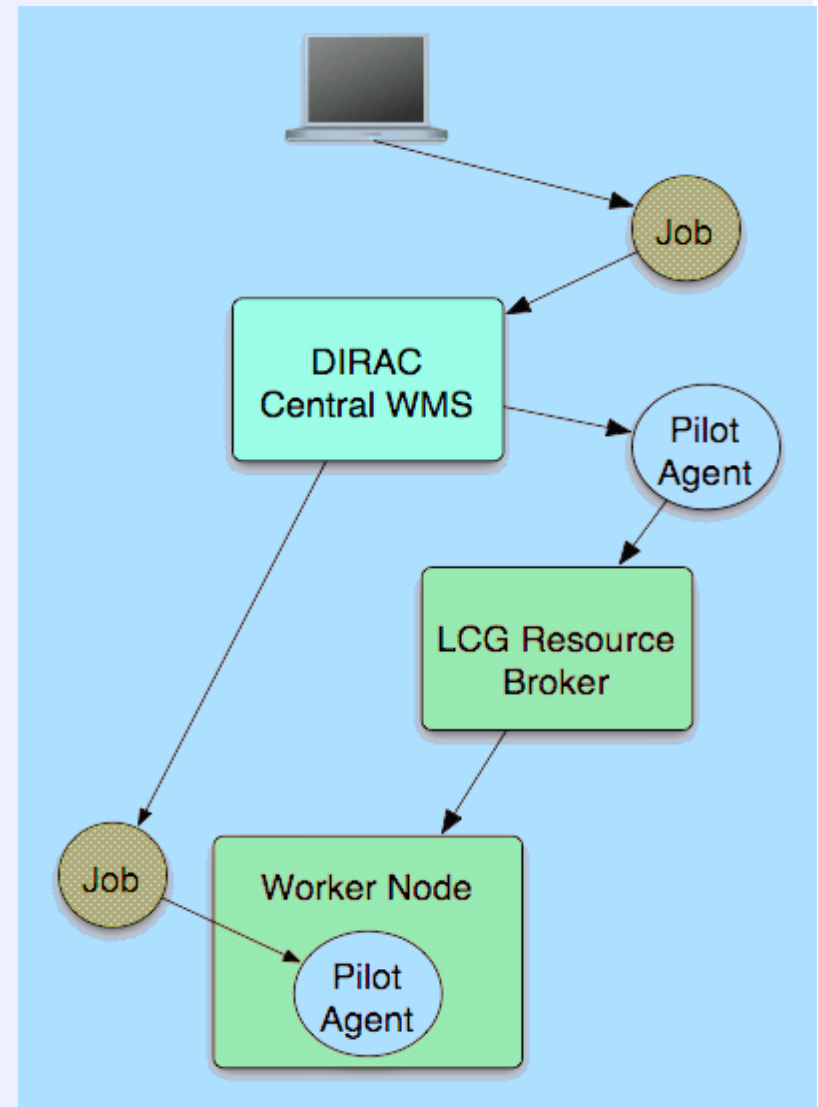 Job
DIRAC
Central WMS
Pilot
Agent
LCG Resource
Broker
Job
Worker Node
Pilot
Agent